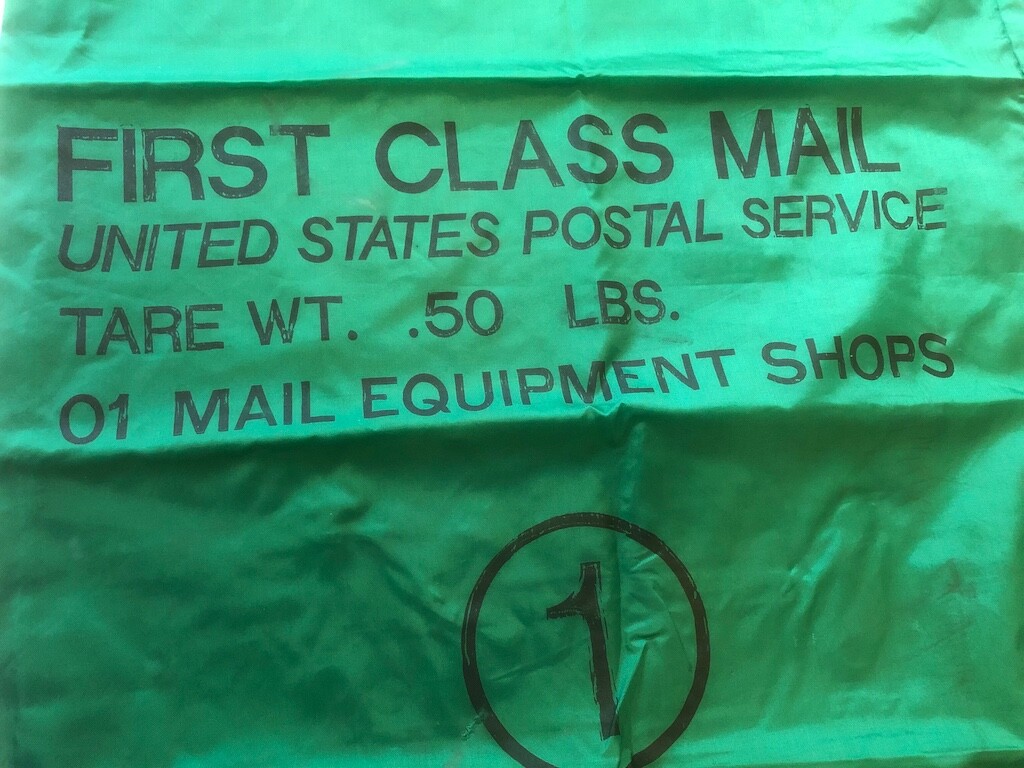 FIRST CLASS MAIL
UNITED STATES POSTAL SERVICE
TARE WT. .50 LBS.
01 MAIL EQUIPMENT SHOPS
1